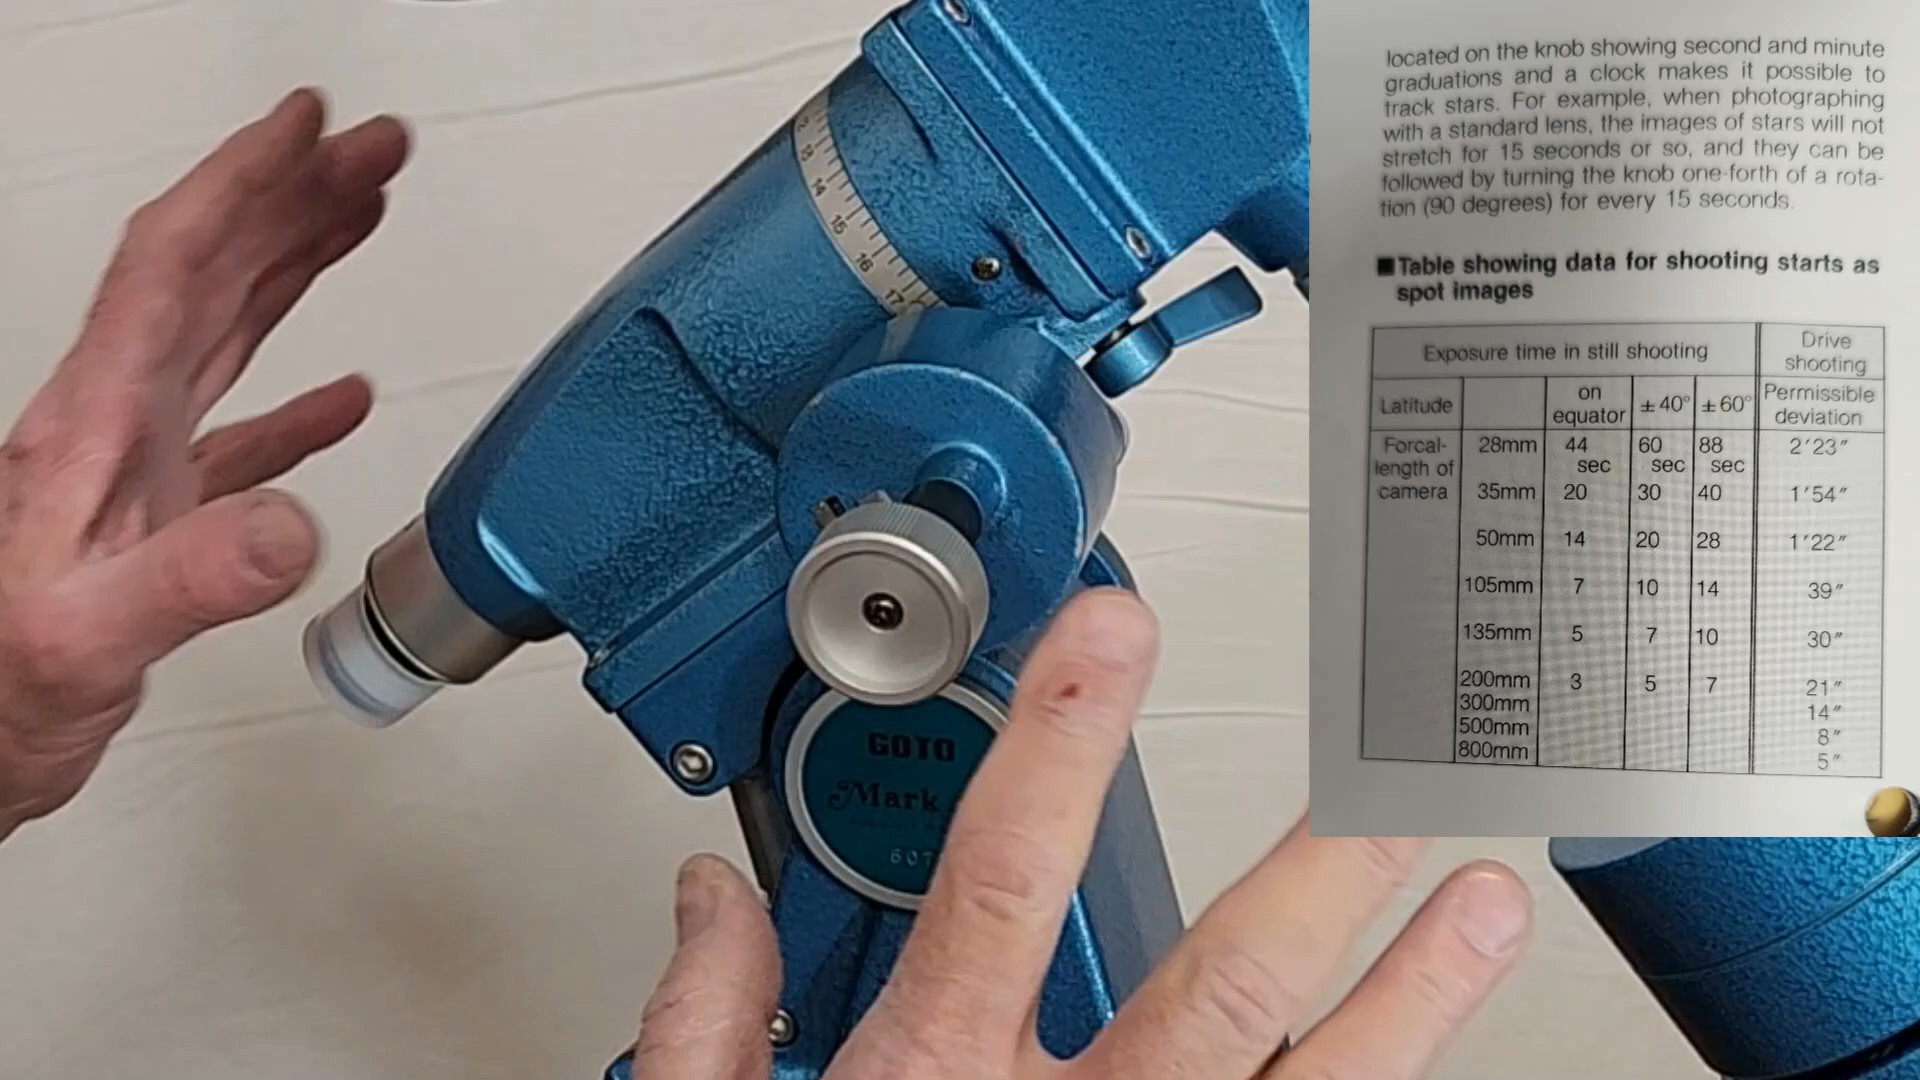 13
14
15
16
17
GOTO
Mark
607
located on the knob showing second and minute
graduations and a clock makes it possible to
track stars. For example, when photographing
with a standard lens, the images of stars will not
stretch for 15 seconds or so, and they can be
followed by turning the knob one-forth of a rota-
tion (90 degrees) for every 15 seconds.
■Table showing data for shooting starts as
spot images
Exposure time in still shooting
Drive
shooting
Latitude
on
equator
±40°
±60°
Permissible
deviation
Forcal-
length of
camera
28mm 44 sec 60 sec 88 sec 2′23″
35mm 20 30 40 1′54″
50mm 14 20 28 1′22″
105mm 7 10 14 39″
135mm 5 7 10 30″
200mm 3 5 7 21″
300mm 14″
500mm 8″
800mm 5″